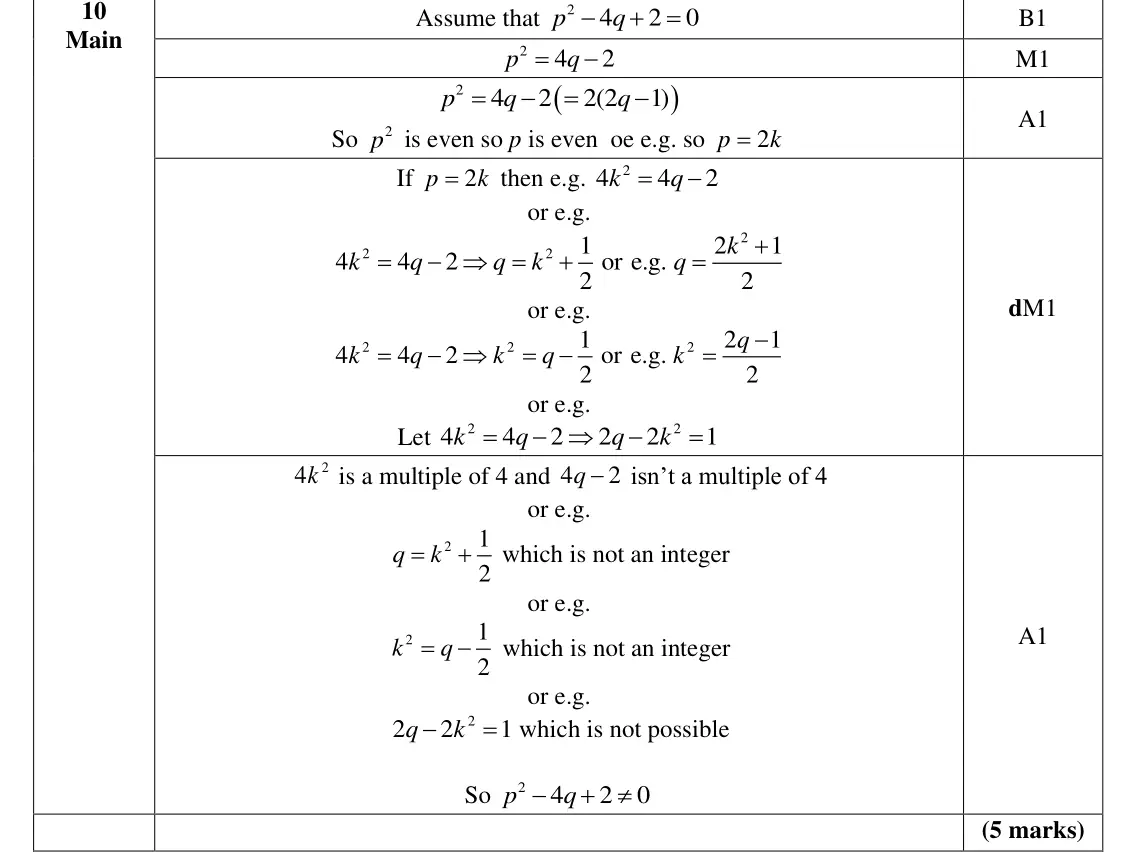 10
Main
Assume that p² − 4q + 2 = 0
B1
p² = 4q − 2
M1
p² = 4q − 2 (= 2(2q − 1))
So p² is even so p is even oe e.g. so p = 2k
A1
If p = 2k then e.g. 4k² = 4q − 2
or e.g.
4k² = 4q − 2 ⇒ q = k² + 1/2 or e.g. q = (2k² + 1)/2
or e.g.
4k² = 4q − 2 ⇒ k² = q − 1/2 or e.g. k² = (2q − 1)/2
or e.g.
Let 4k² = 4q − 2 ⇒ 2q − 2k² = 1
dM1
4k² is a multiple of 4 and 4q − 2 isn’t a multiple of 4
or e.g.
q = k² + 1/2 which is not an integer
or e.g.
k² = q − 1/2 which is not an integer
or e.g.
2q − 2k² = 1 which is not possible
So p² − 4q + 2 ≠ 0
A1
(5 marks)